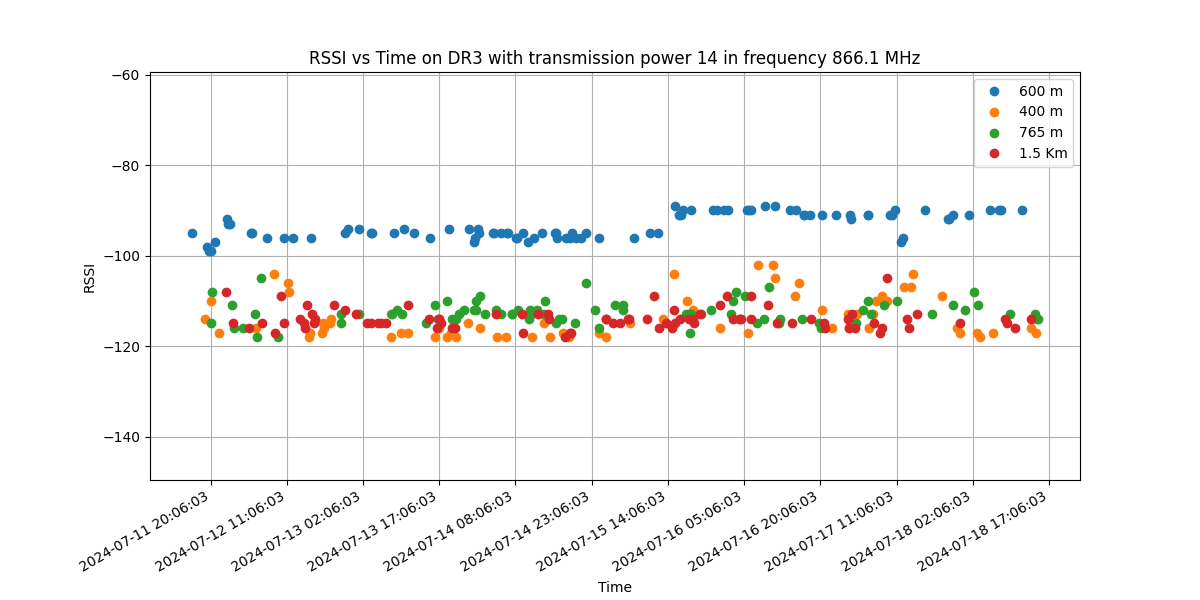 RSSI vs Time on DR3 with transmission power 14 in frequency 866.1 MHz
600 m
400 m
765 m
1.5 Km
−60
−80
−100
−120
−140
RSSI
2024-07-11 20:06:03
2024-07-12 11:06:03
2024-07-13 02:06:03
2024-07-13 17:06:03
2024-07-14 08:06:03
2024-07-14 23:06:03
2024-07-15 14:06:03
2024-07-16 05:06:03
2024-07-16 20:06:03
2024-07-17 11:06:03
2024-07-18 02:06:03
2024-07-18 17:06:03
Time